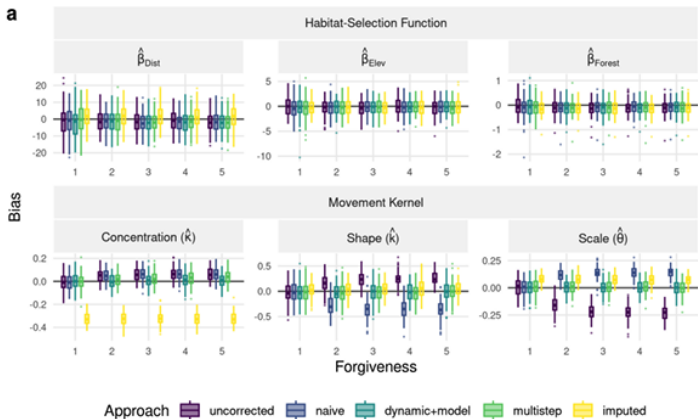 a
Habitat-Selection Function
β̂Dist
β̂Elev
β̂Forest
20
10
0
-10
-20
5
0
-5
-10
1
0
-1
-2
1 2 3 4 5
1 2 3 4 5
1 2 3 4 5
Bias
Movement Kernel
Concentration (κ̂)
Shape (k̂)
Scale (θ̂)
0.2
0.0
-0.2
-0.4
0.5
0.0
-0.5
0.25
0.00
-0.25
1 2 3 4 5
1 2 3 4 5
1 2 3 4 5
Forgiveness
Approach uncorrected naive dynamic+model multistep imputed